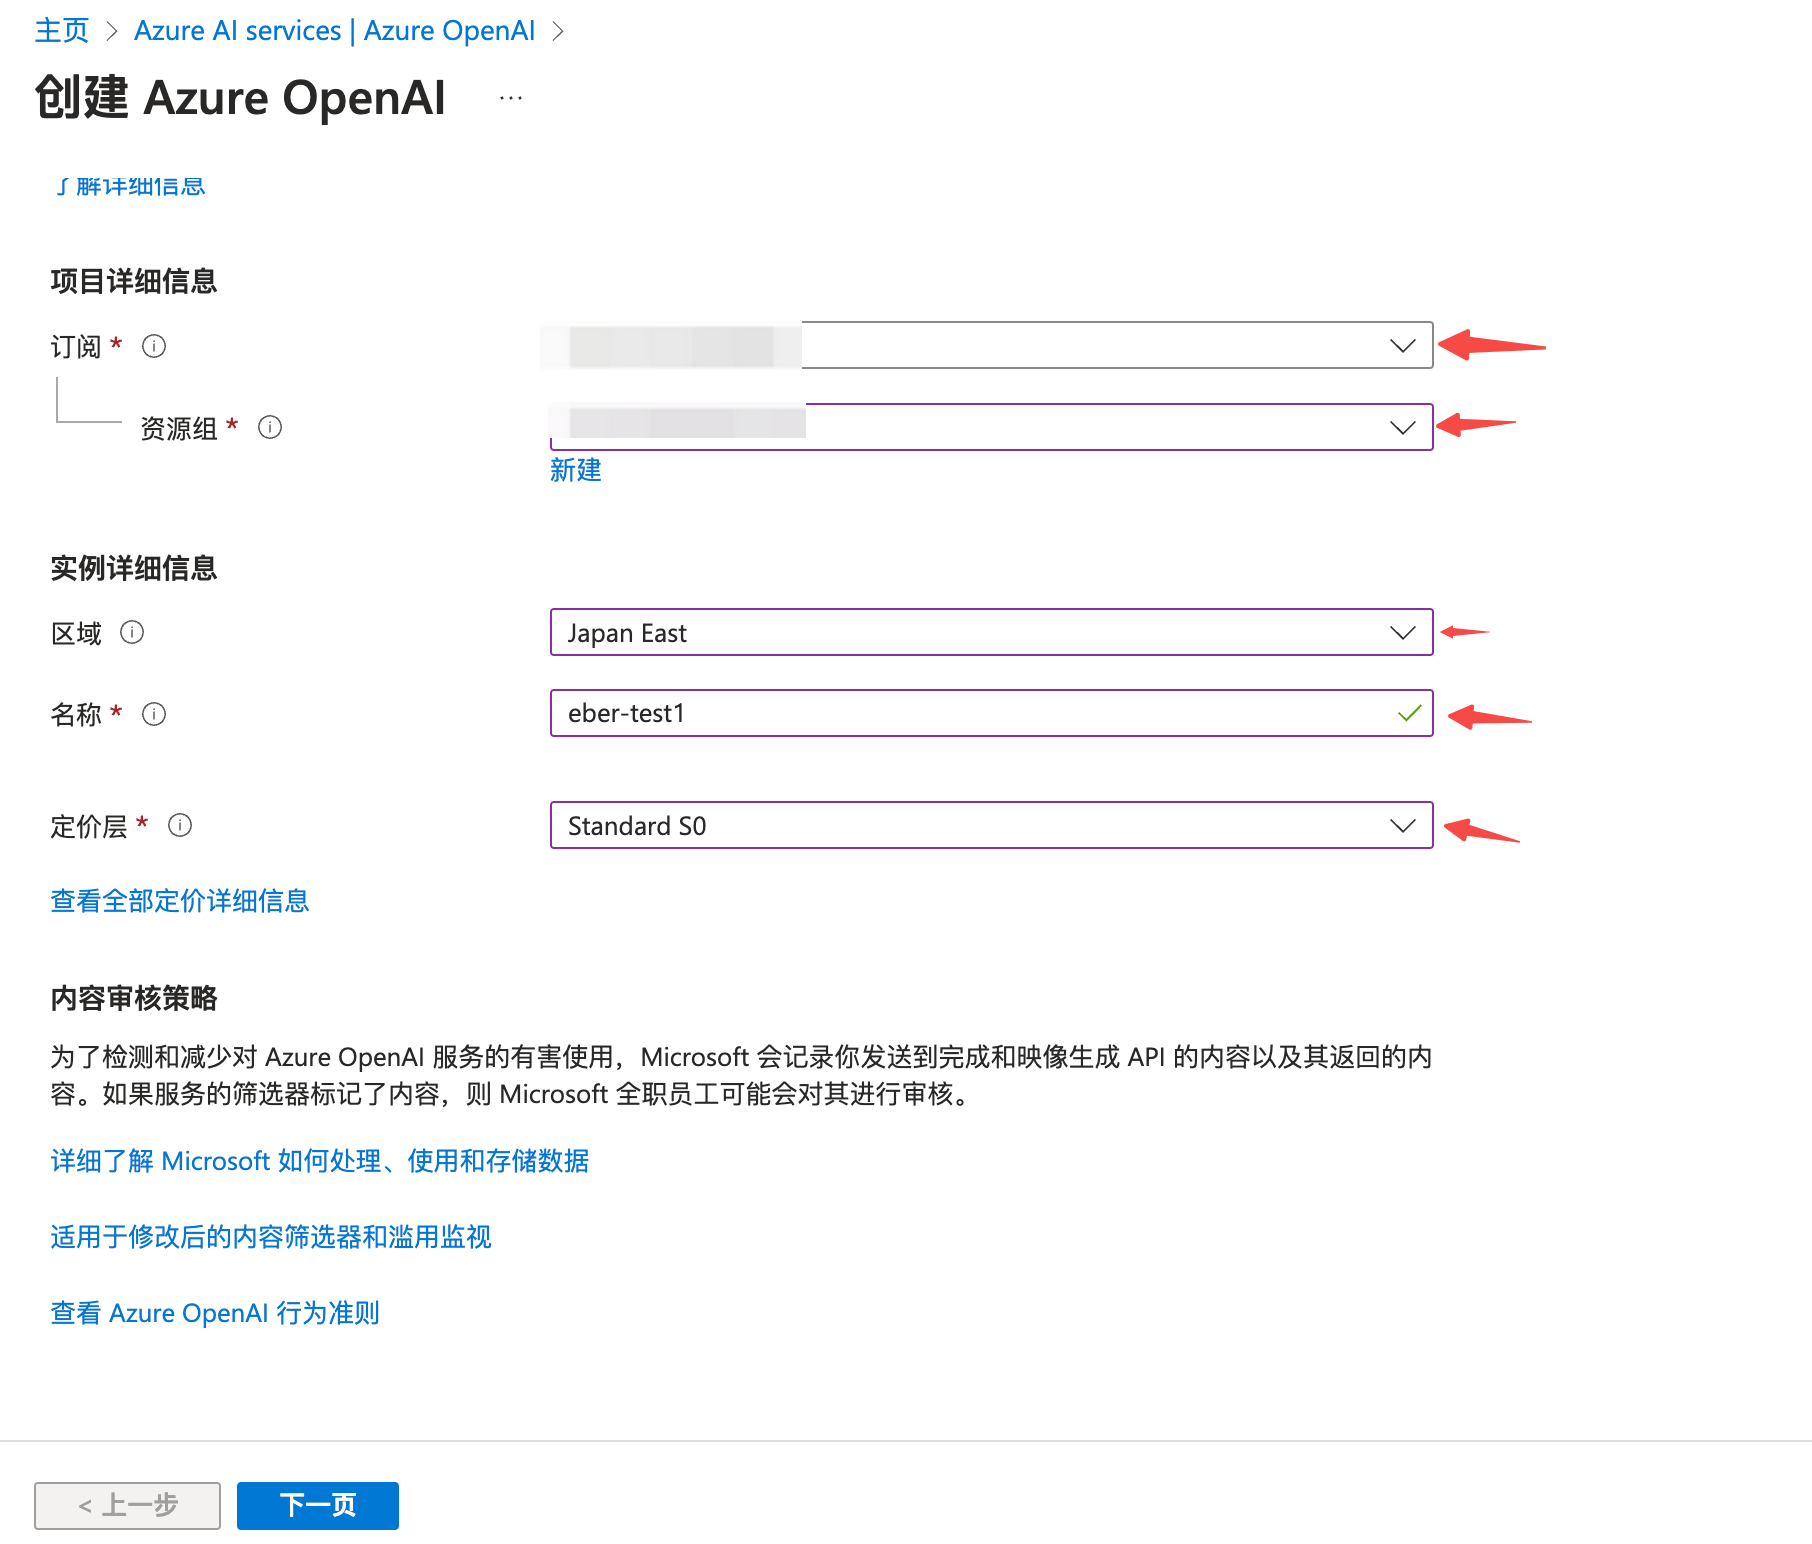 主页 > Azure AI services | Azure OpenAI >
创建 Azure OpenAI ...
了解详细信息
项目详细信息
订阅 *
资源组 *
新建
实例详细信息
区域 Japan East
名称 * eber-test1
定价层 * Standard S0
查看全部定价详细信息
内容审核策略
为了检测和减少对 Azure OpenAI 服务的有害使用，Microsoft 会记录你发送到完成和映像生成 API 的内容以及其返回的内
容。如果服务的筛选器标记了内容，则 Microsoft 全职员工可能会对其进行审核。
详细了解 Microsoft 如何处理、使用和存储数据
适用于修改后的内容筛选器和滥用监视
查看 Azure OpenAI 行为准则
< 上一步 下一页